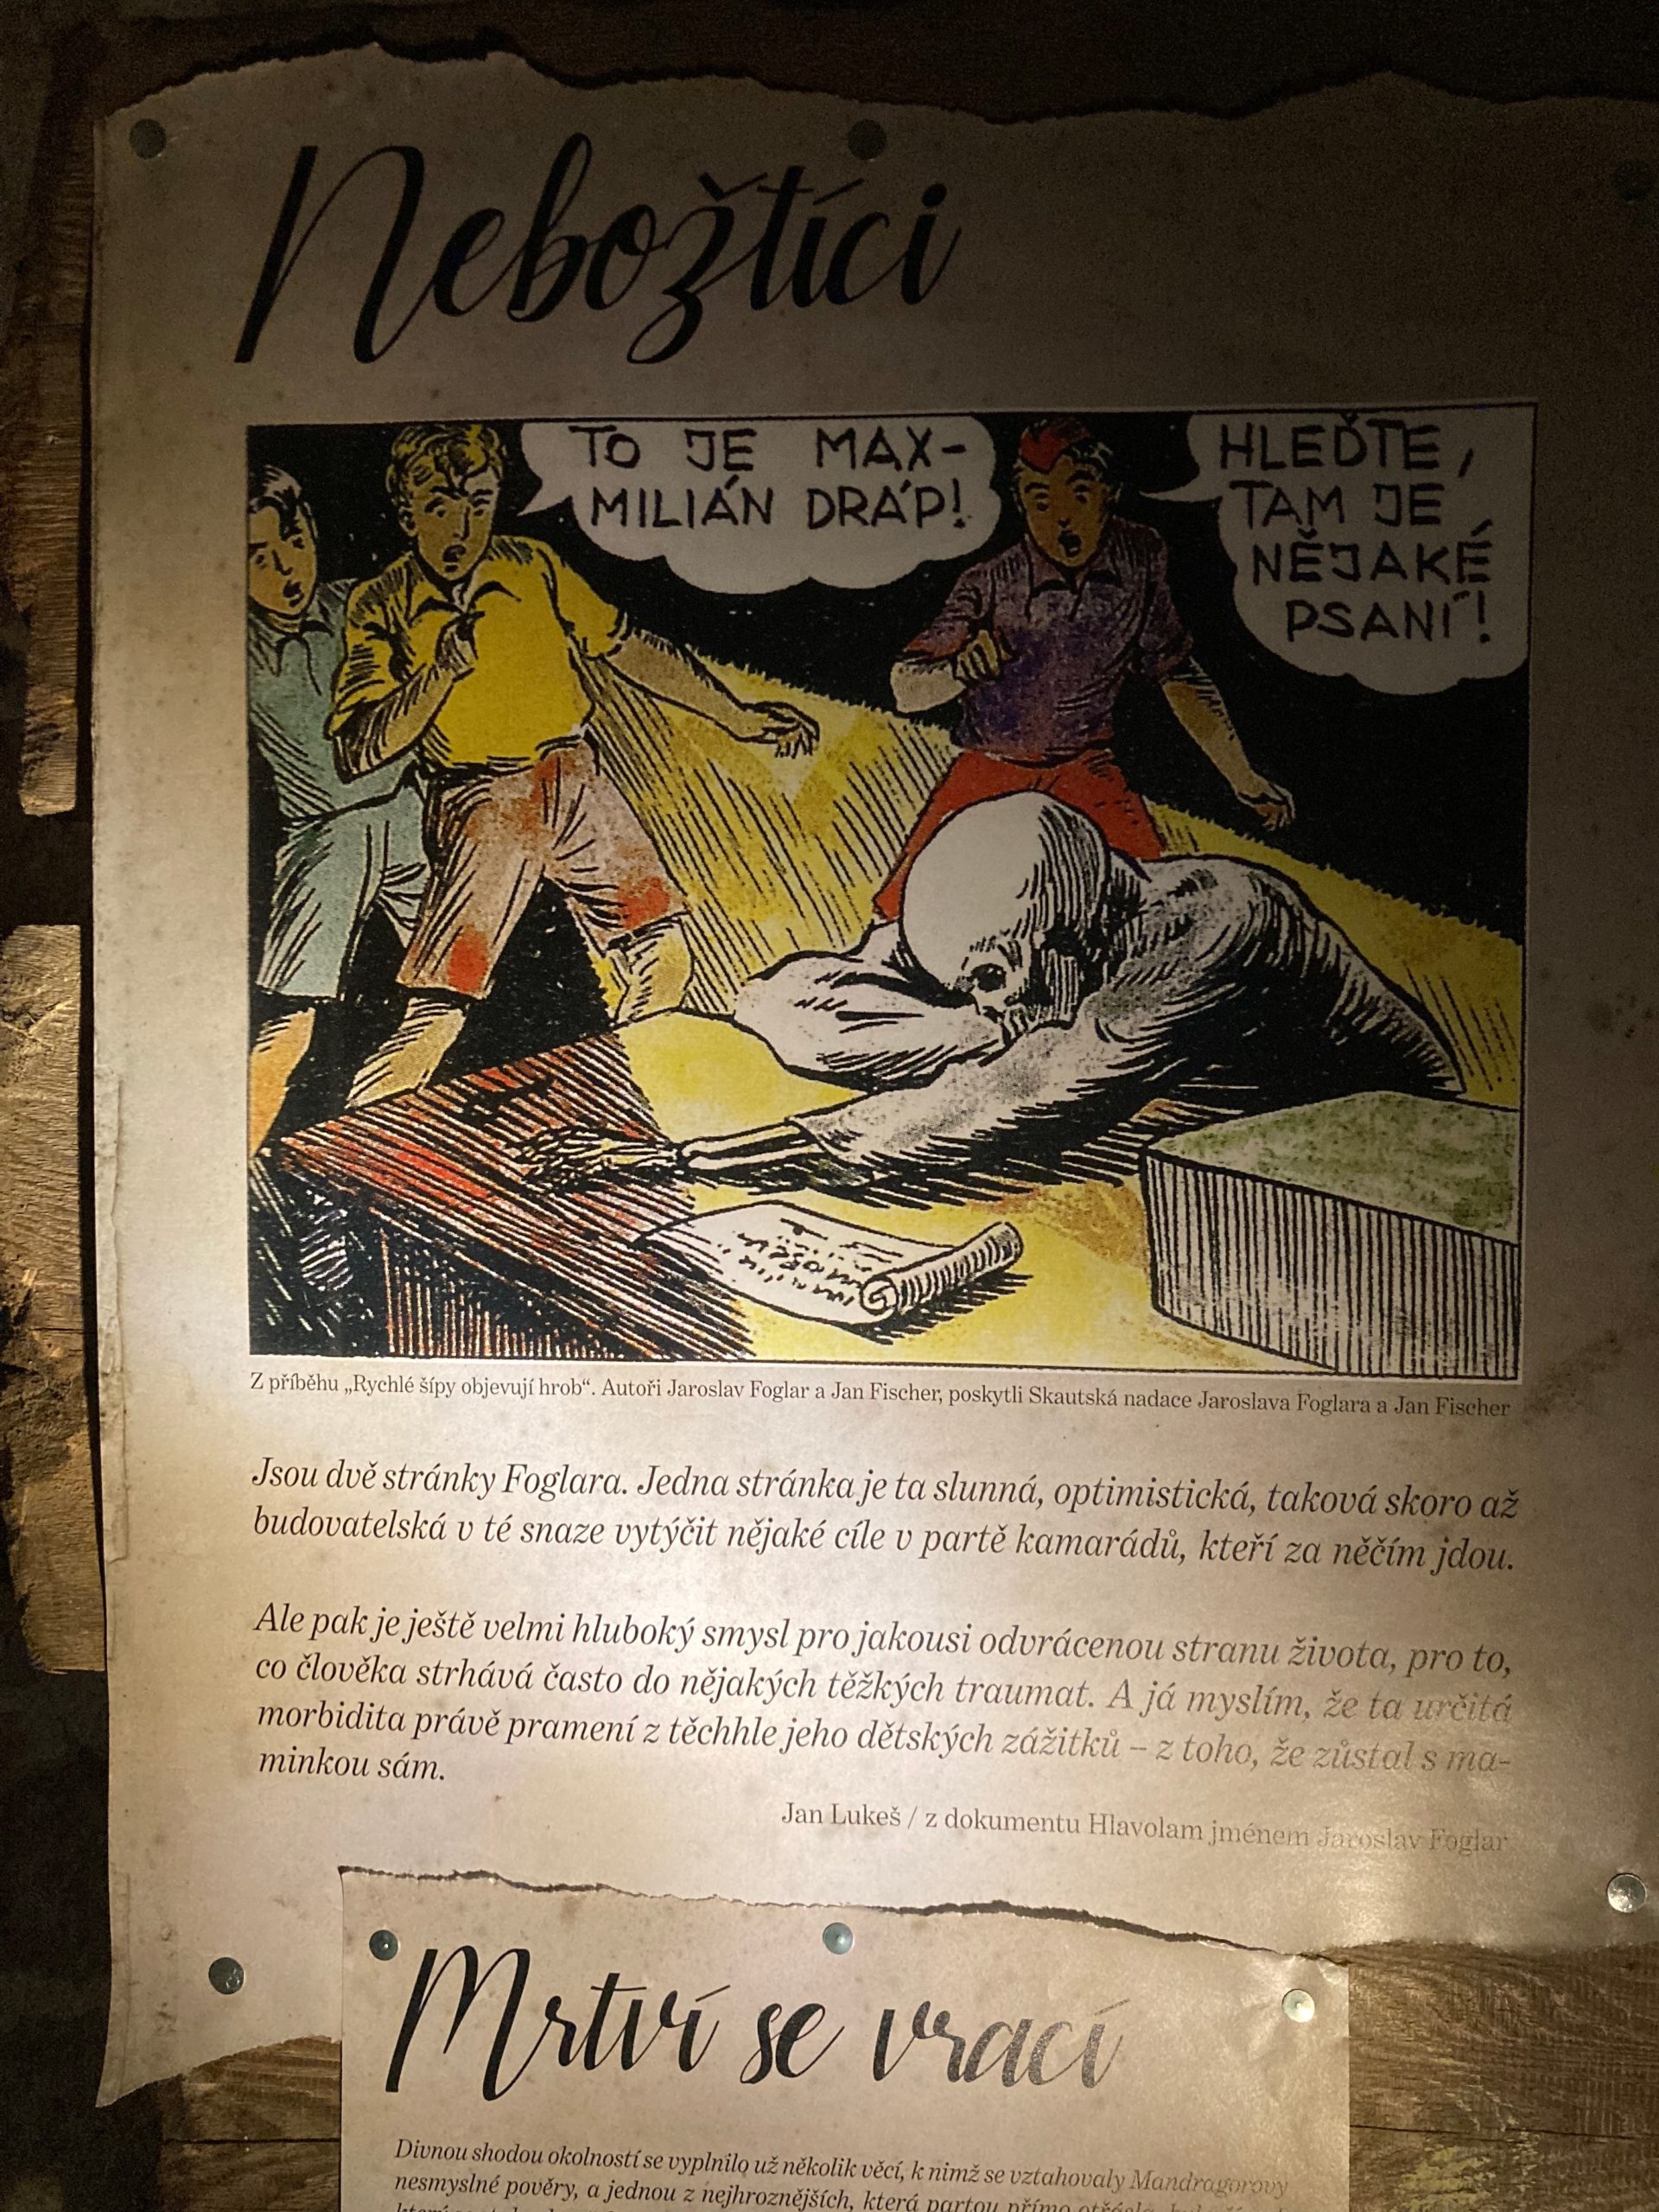 Nebožtíci
TO JE MAX-
MILIÁN DRÁP!
HLEĎTE,
TAM JE
NĚJAKÉ
PSANÍ!
Z příběhu „Rychlé šípy objevují hrob“. Autoři Jaroslav Foglar a Jan Fischer, poskytli Skautská nadace Jaroslava Foglara a Jan Fischer
Jsou dvě stránky Foglara. Jedna stránka je ta slunná, optimistická, taková skoro až
budovatelská v té snaze vytýčit nějaké cíle v partě kamarádů, kteří za něčím jdou.
Ale pak je ještě velmi hluboký smysl pro jakousi odvrácenou stranu života, pro to,
co člověka strhává často do nějakých těžkých traumat. A já myslím, že ta určitá
morbidita právě pramení z těchhle jeho dětských zážitků – z toho, že zůstal s ma-
minkou sám.
Jan Lukeš / z dokumentu Hlavolam jménem Jaroslav Foglar
Mrtví se vrací
Divnou shodou okolností se vyplnilo už několik věcí, k nimž se vztahovaly Mandragorovy
nesmyslné pověry, a jednou z nejhroznějších, která partou přímo otřásla,